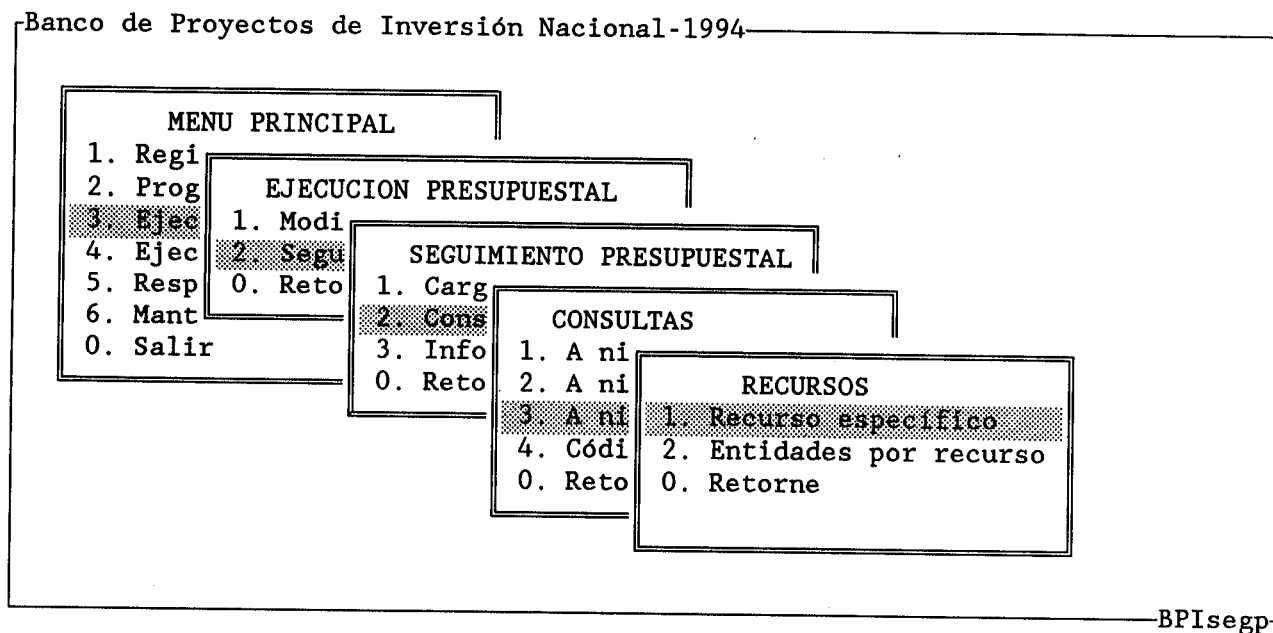 Banco de Proyectos de Inversión Nacional-1994
MENU PRINCIPAL
1. Regi
2. Prog
3. Ejec
4. Ejec
5. Resp
6. Mant
0. Salir
EJECUCION PRESUPUESTAL
1. Modi
2. Segu
0. Reto
SEGUIMIENTO PRESUPUESTAL
1. Carg
2. Cons
3. Info
0. Reto
CONSULTAS
1. A ni
2. A ni
3. A ni
4. Códi
0. Reto
RECURSOS
1. Recurso específico
2. Entidades por recurso
0. Retorne
BPIsegp